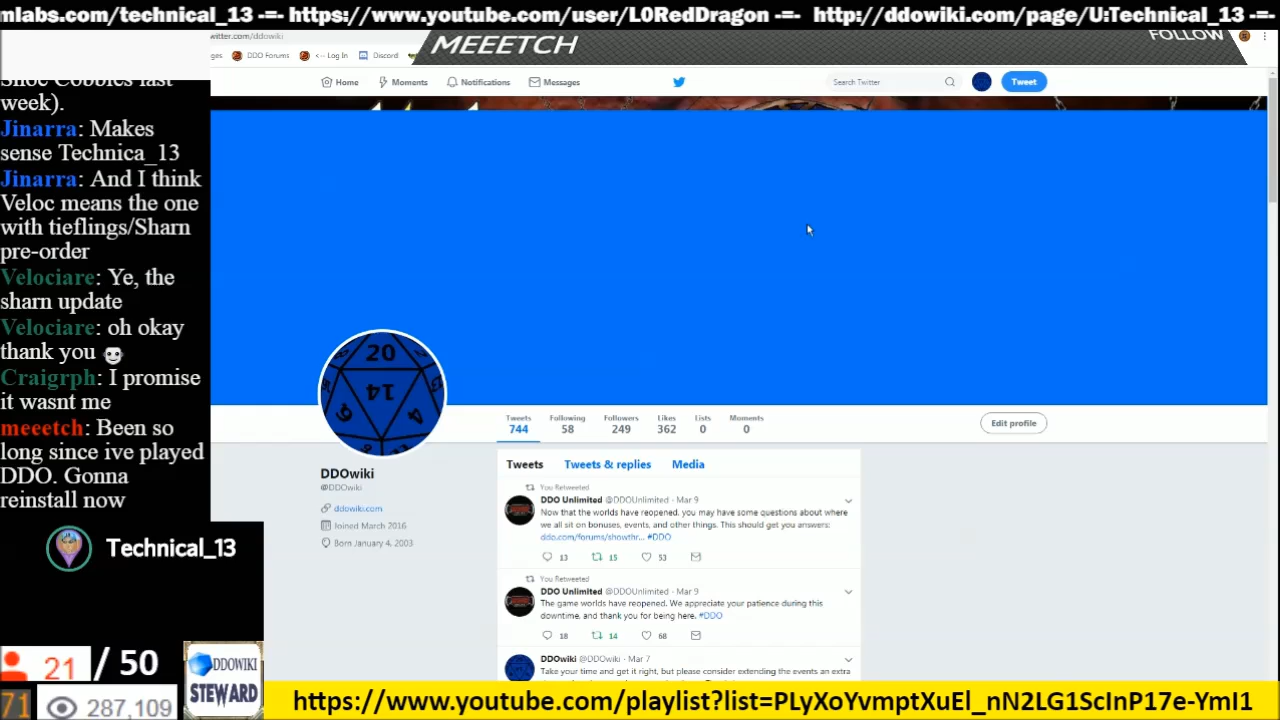 mlabs.com/technical_13 -=- https://www.youtube.com/user/L0RedDragon -=- http://ddowiki.com/page/U:Technical_13 -=-
witter.com/ddowiki
MEEETCH
FOLLOW
ges DDO Forums <-- Log In Discord
Home Moments Notifications Messages Search Twitter Tweet
Shoe Cobbles last
week).
Jinarra: Makes
sense Technica_13
Jinarra: And I think
Veloc means the one
with tieflings/Sharn
pre-order
Velociare: Ye, the
sharn update
Velociare: oh okay
thank you
Craigrph: I promise
it wasnt me
meeetch: Been so
long since ive played
DDO. Gonna
reinstall now
Technical_13
21 / 50
71 287,109
DDOWIKI
STEWARD
20
14
9
4
Tweets Following Followers Likes Lists Moments
744 58 249 362 0 0
Edit profile
DDOwiki
@DDOwiki
ddowiki.com
Joined March 2016
Born January 4, 2003
Tweets Tweets & replies Media
You Retweeted
DDO Unlimited @DDOUnlimited · Mar 9
Now that the worlds have reopened, you may have some questions about where
we all sit on bonuses, events, and other things. This should get you answers:
ddo.com/forums/showthr... #DDO
13 15 53
You Retweeted
DDO Unlimited @DDOUnlimited · Mar 9
The game worlds have reopened. We appreciate your patience during this
downtime, and thank you for being here. #DDO
18 14 68
DDOwiki @DDOwiki · Mar 7
Take your time and get it right, but please consider extending the events an extra
https://www.youtube.com/playlist?list=PLyXoYvmptXuEl_nN2LG1ScInP17e-YmI1